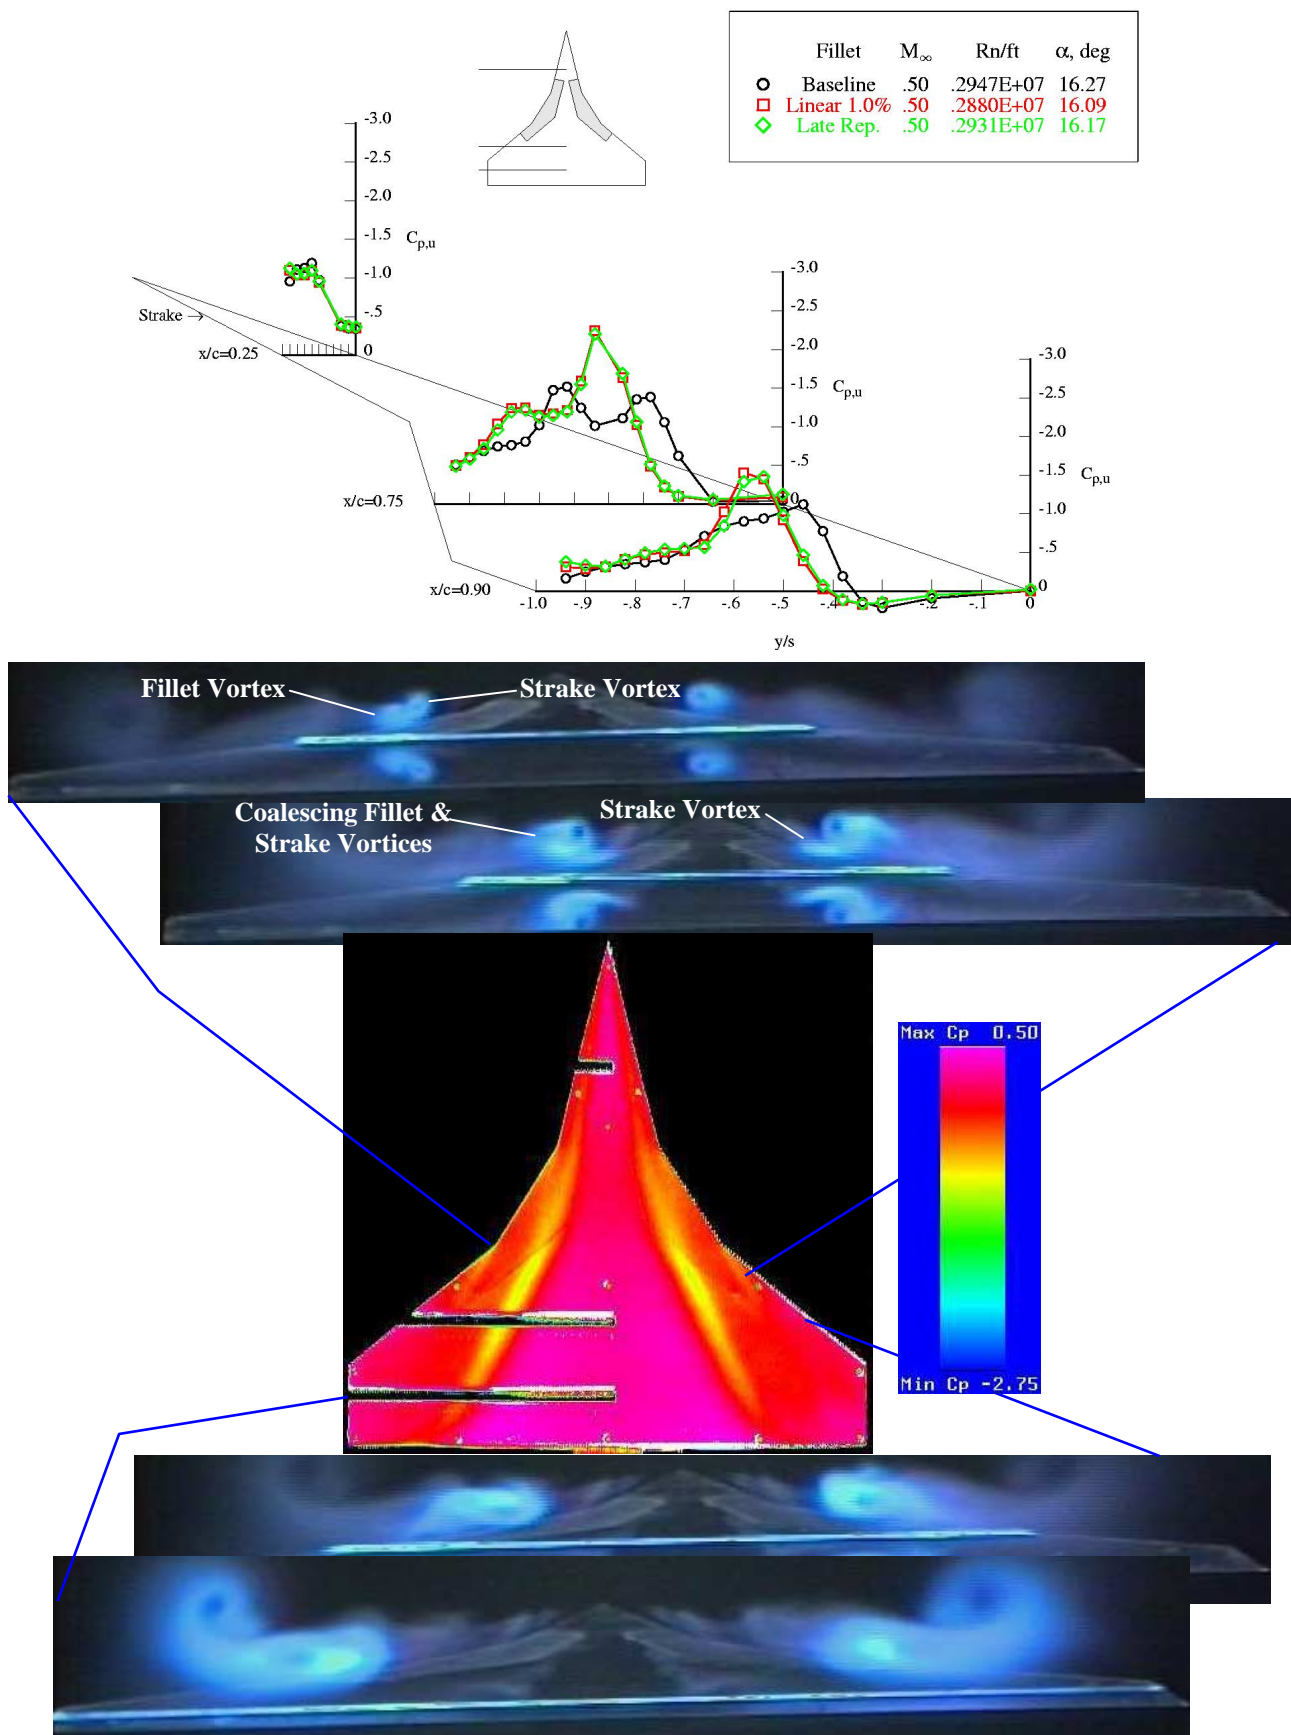 Fillet M∞ Rn/ft α, deg
Baseline .50 .2947E+07 16.27
Linear 1.0% .50 .2880E+07 16.09
Late Rep. .50 .2931E+07 16.17
-3.0
-2.5
-2.0
-1.5
Cp,u
-1.0
-.5
0
Strake →
x/c=0.25
-3.0
-2.5
-2.0
-1.5
Cp,u
-1.0
-.5
0
x/c=0.75
-3.0
-2.5
-2.0
-1.5
Cp,u
-1.0
-.5
0
x/c=0.90
-1.0 -.9 -.8 -.7 -.6 -.5 -.4 -.3 -.2 -.1 0
y/s
Fillet Vortex
Strake Vortex
Coalescing Fillet &
Strake Vortices
Strake Vortex
Max Cp 0.50
Min Cp -2.75